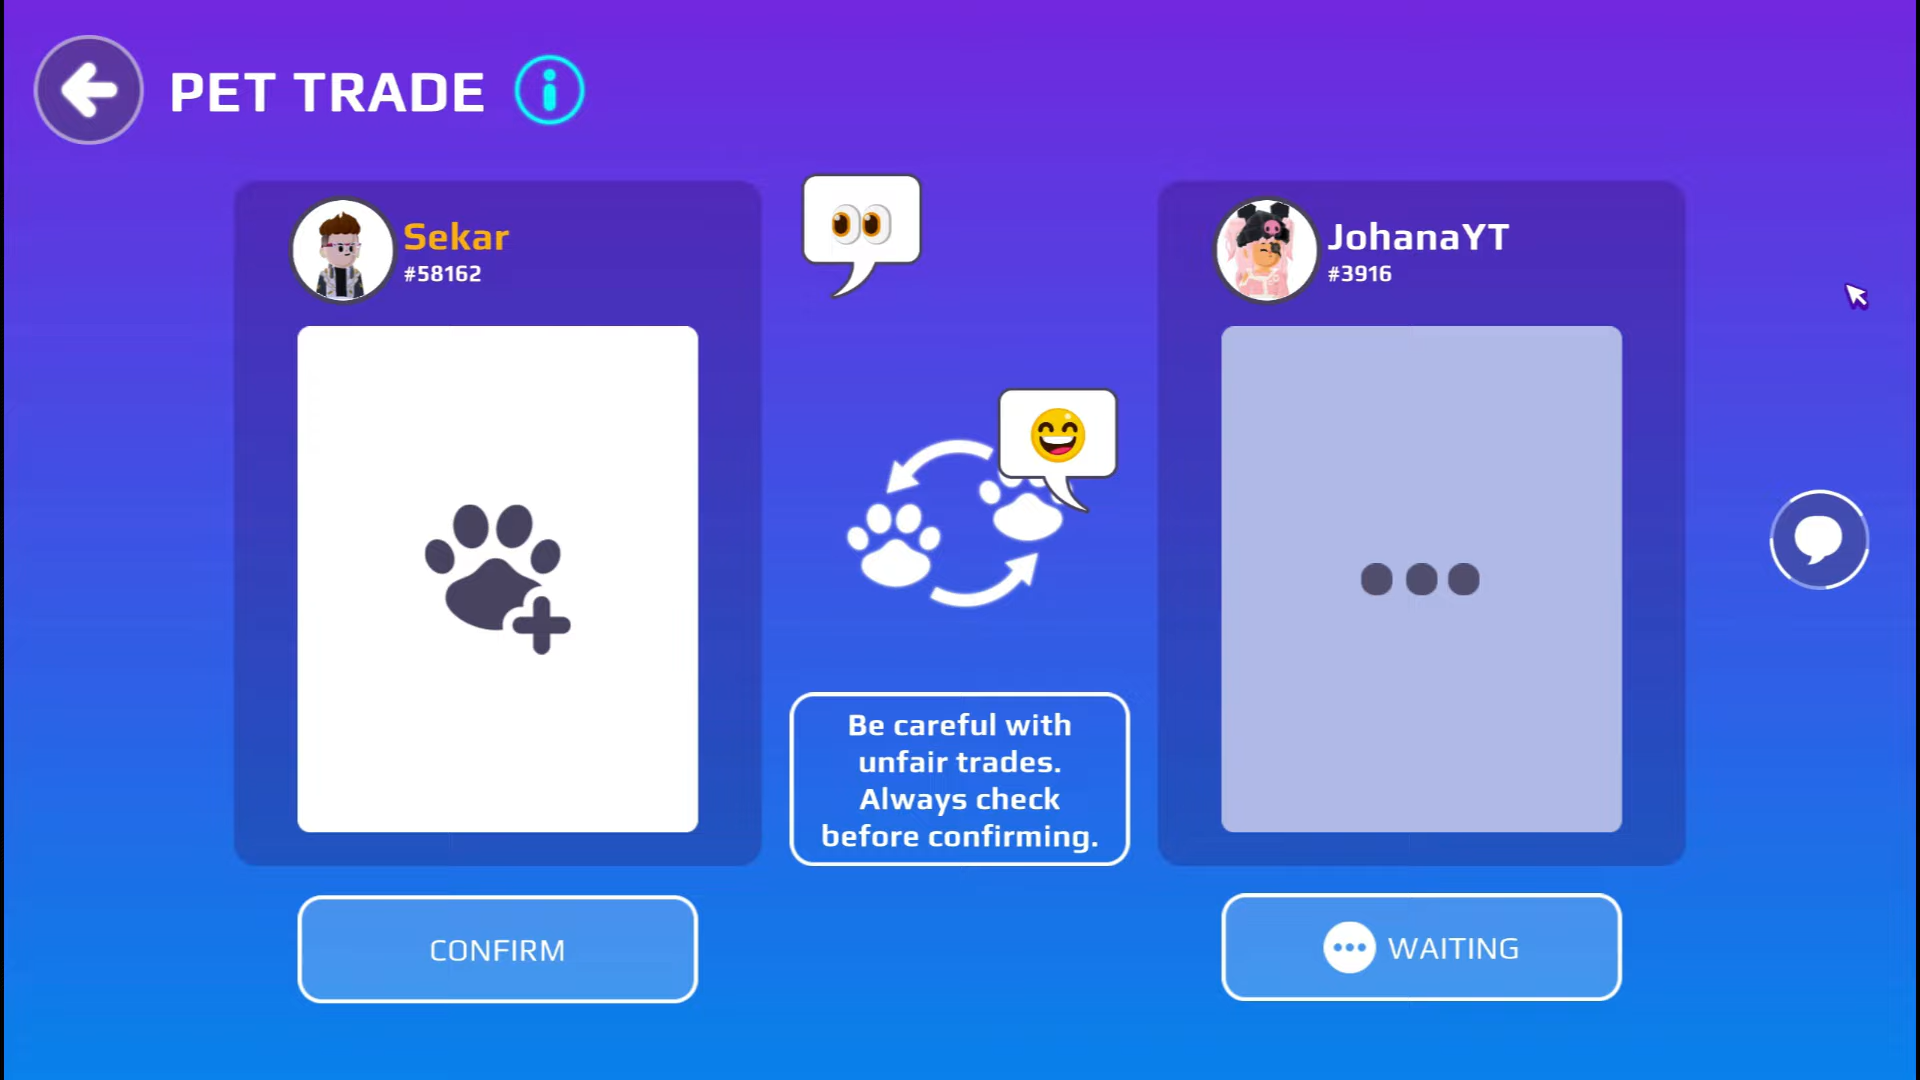 PET TRADE
Sekar
#58162
JohanaYT
#3916
Be careful with
unfair trades.
Always check
before confirming.
CONFIRM
WAITING